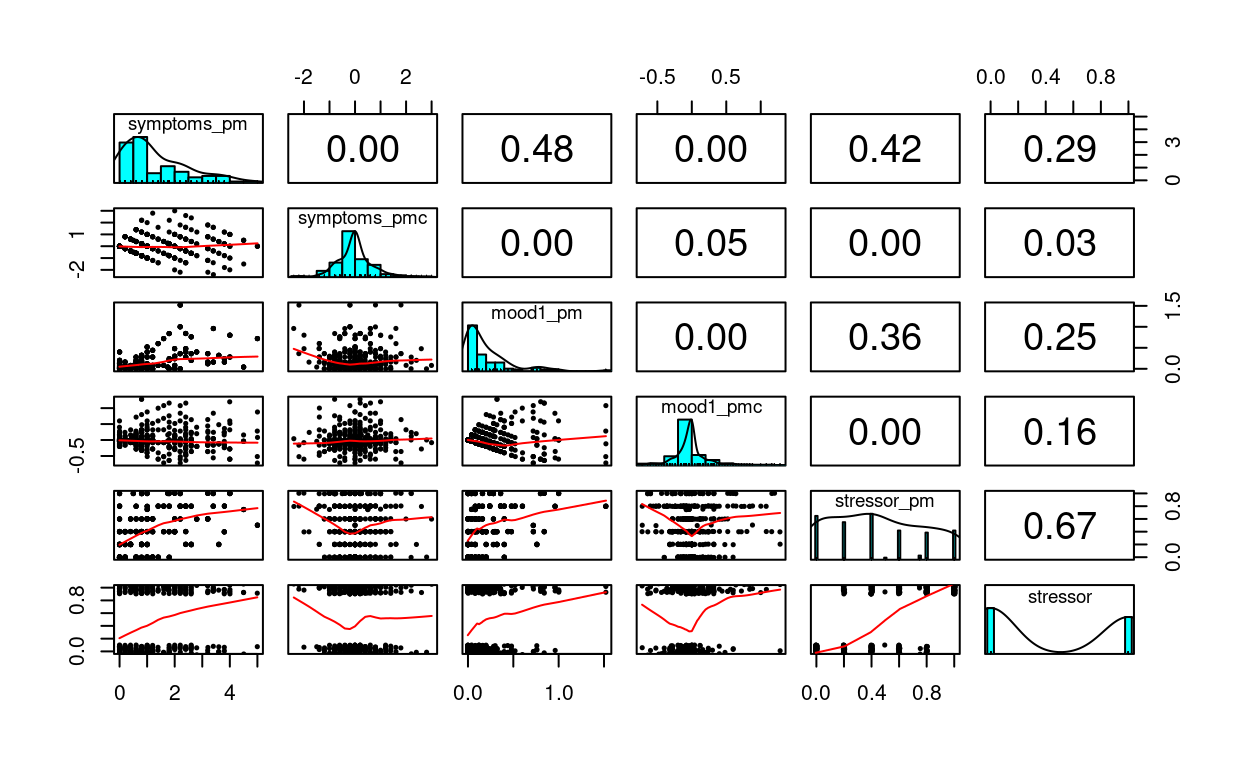 -2 0 2 -0.5 0.5 0.0 0.4 0.8
symptoms_pm 0.00 0.48 0.00 0.42 0.29 0 3
-2 1 symptoms_pmc 0.00 0.05 0.00 0.03
mood1_pm 0.00 0.36 0.25 0.0 1.5
-0.5 mood1_pmc 0.00 0.16
stressor_pm 0.67 0.0 0.8
0.0 0.8 stressor
0 2 4 0.0 1.0 0.0 0.4 0.8